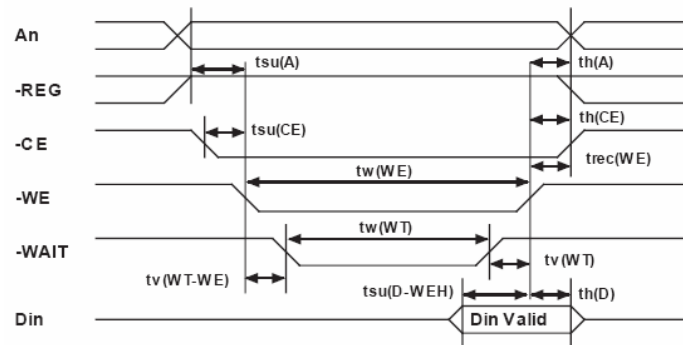 An
tsu(A)
th(A)
-REG
tsu(CE)
th(CE)
-CE
tw(WE)
trec(WE)
-WE
tw(WT)
-WAIT
tv(WT-WE)
tv(WT)
tsu(D-WEH)
th(D)
Din
Din Valid